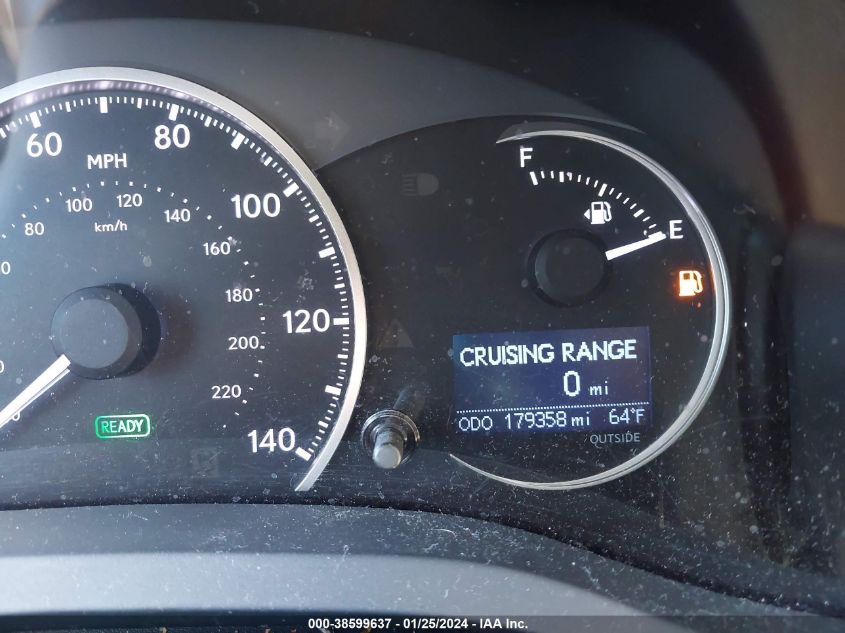 60
80
100
120
140
MPH
80
100
120
140
160
180
200
220
km/h
READY
F
E
CRUISING RANGE
0 mi
ODO 179358 mi 64°F
OUTSIDE
000-38599637 - 01/25/2024 - IAA Inc.